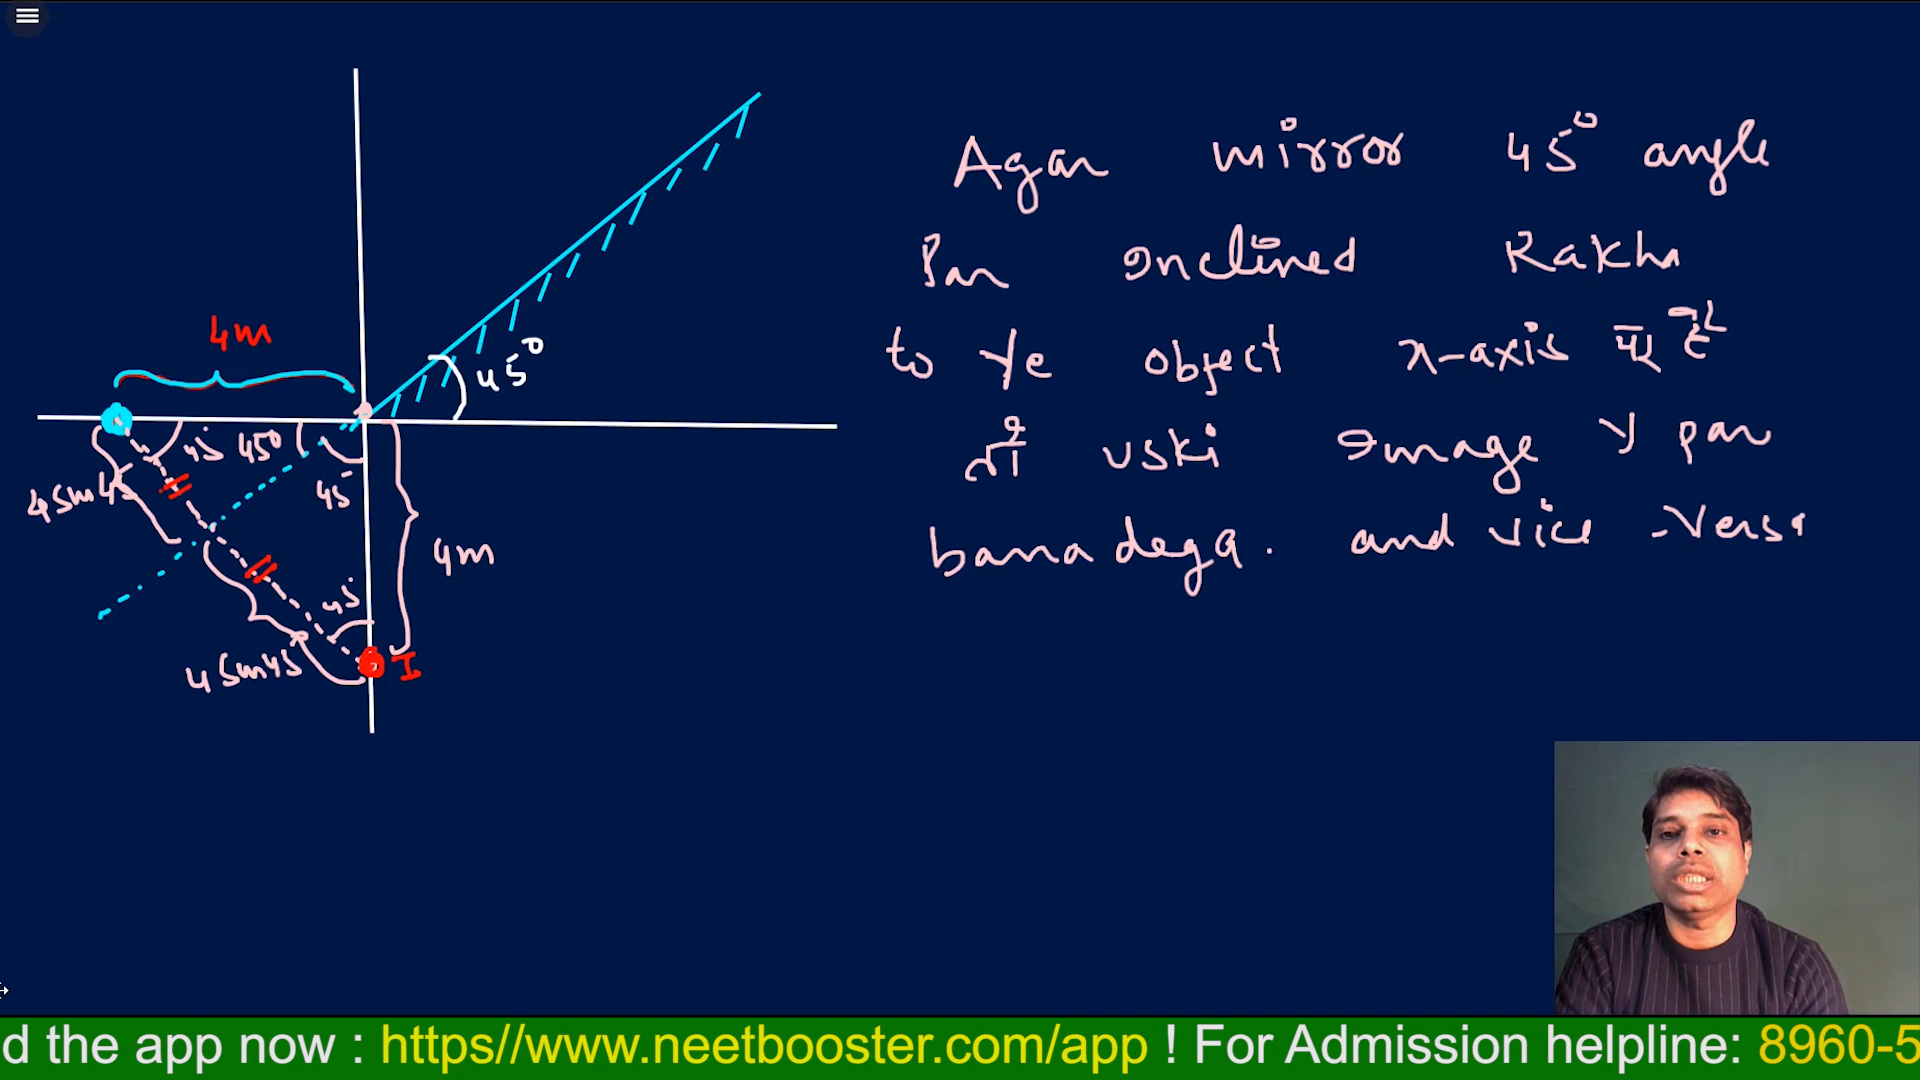 4m
45°
45 45°
45
4 Sin 45
4m
45
4 Sin 45 I
Agar mirror 45° angle
Par Inclined Rakha
to ye object x-axis पर है
तो uski Image y par
bana dega. and vice -versa
d the app now : https//www.neetbooster.com/app ! For Admission helpline: 8960-5